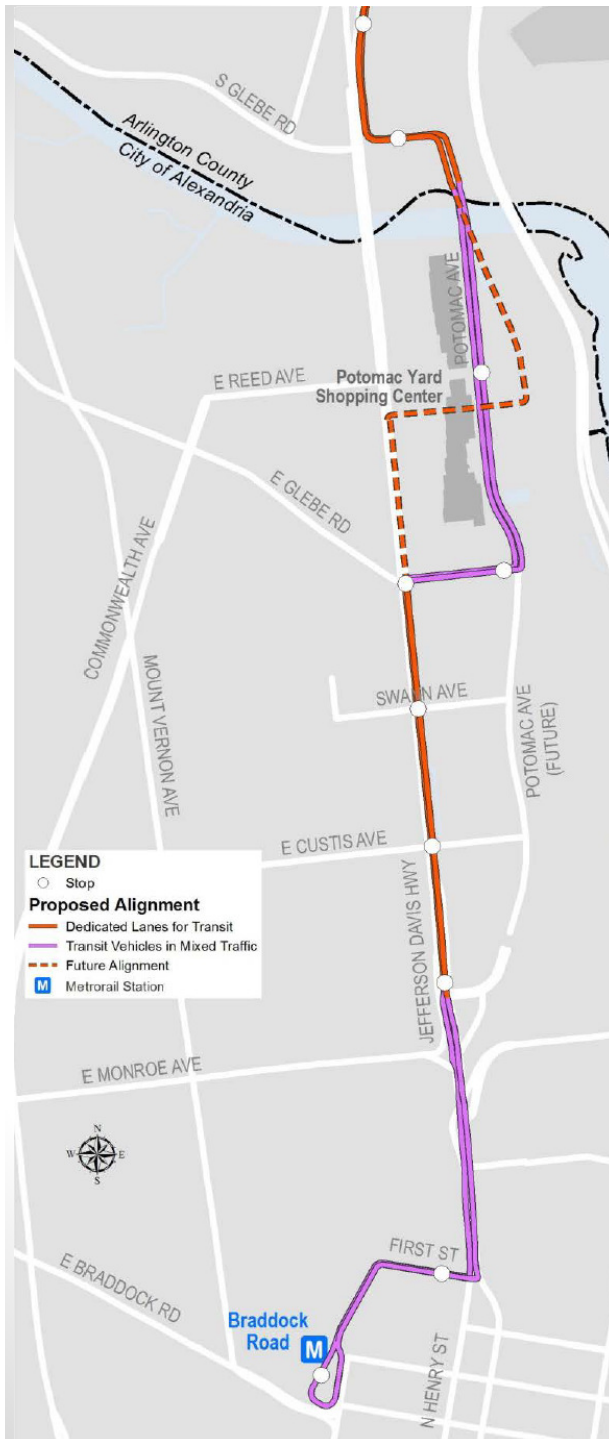 S GLEBE RD
Arlington County
City of Alexandria
POTOMAC AVE
E REED AVE
Potomac Yard
Shopping Center
E GLEBE RD
COMMONWEALTH AVE
MOUNT VERNON AVE
SWANN AVE
POTOMAC AVE
(FUTURE)
E CUSTIS AVE
JEFFERSON DAVIS HWY
LEGEND
Stop
Proposed Alignment
Dedicated Lanes for Transit
Transit Vehicles in Mixed Traffic
Future Alignment
M Metrorail Station
E MONROE AVE
N
W E
S
FIRST ST
E BRADDOCK RD
Braddock
Road
M
N HENRY ST